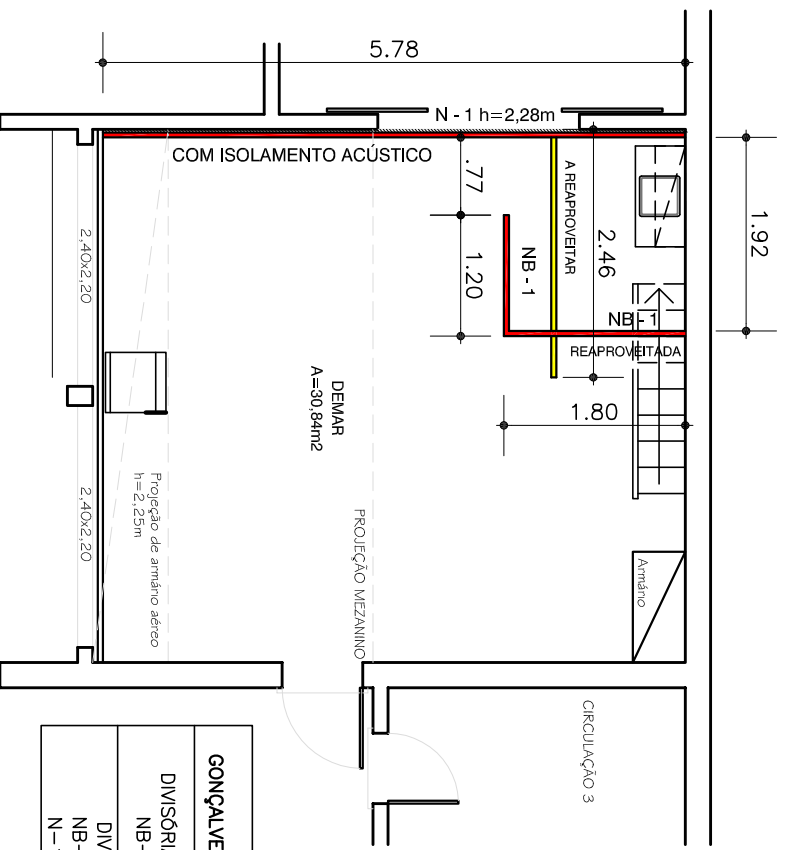 5.78
N - 1 h=2,28m
COM ISOLAMENTO ACÚSTICO
.77
1.20
NB - 1
A REAPROVEITAR
2.46
1.92
NB - 1
REAPROVEITADA
1.80
2,40x2,20
DEMAR
A=30,84m2
2,40x2,20
Projeção de armário aéreo
h=2,25m
PROJEÇÃO MEZANINO
Armário
CIRCULAÇÃO 3
GONÇALVE
DIVISÓRI
NB-
DIV
NB-
N-